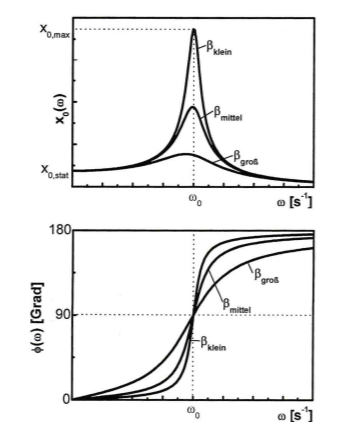 X₀,max
βklein
x₀(ω)
βmittel
βgroß
X₀,stat
ω₀
ω [s⁻¹]
180
ϕ(ω) [Grad]
βgroß
βmittel
90
βklein
0
ω₀
ω [s⁻¹]